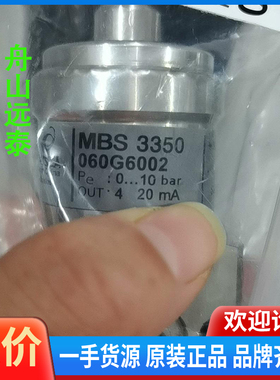 舟山远泰
MBS 3350
060G6002
Pe : 0...10 bar
OUT : 4 20 mA
价
欢迎
一手货源 原装正品 品牌齐